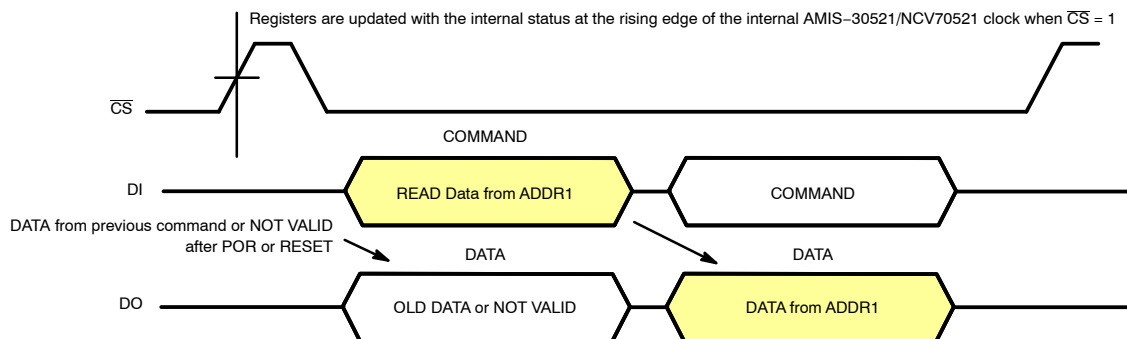 Registers are updated with the internal status at the rising edge of the internal AMIS−30521/NCV70521 clock when C̅S̅ = 1
C̅S̅
COMMAND
DI
READ Data from ADDR1
COMMAND
DATA from previous command or NOT VALID
after POR or RESET
DATA
DATA
DO
OLD DATA or NOT VALID
DATA from ADDR1